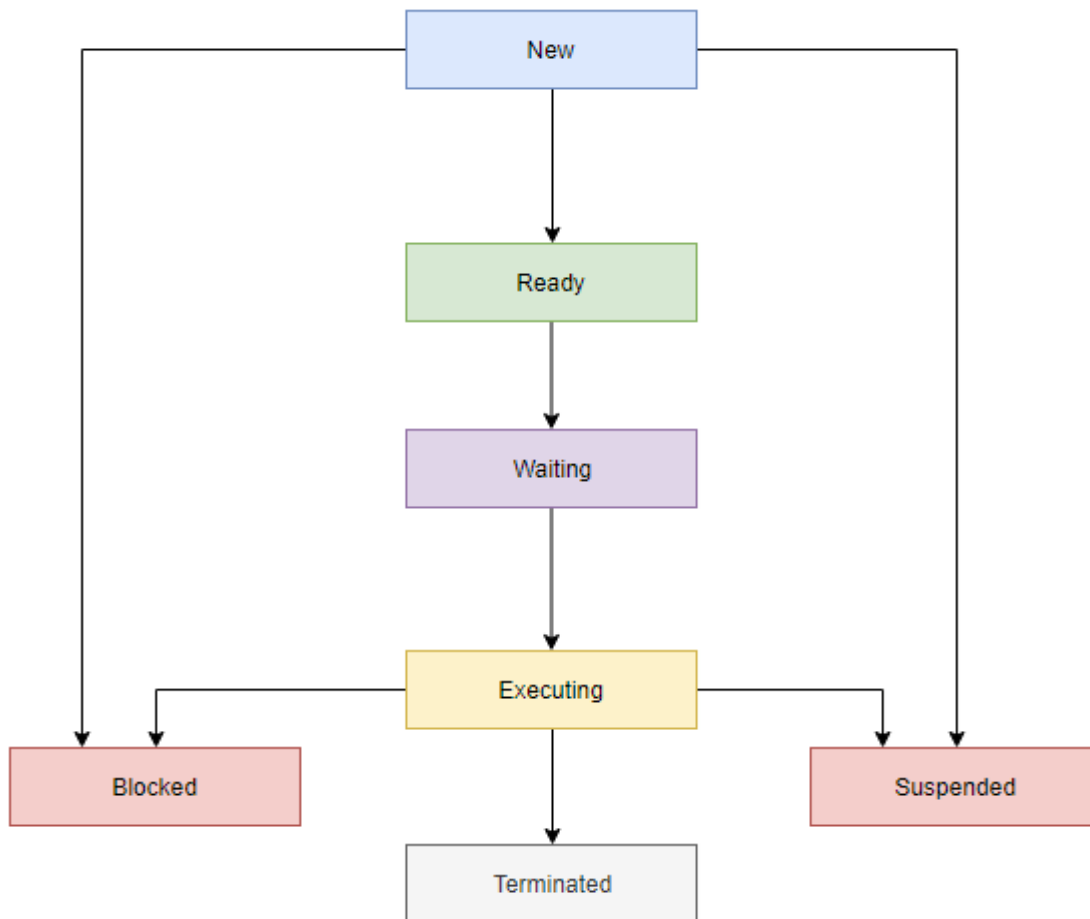 New
Ready
Waiting
Executing
Blocked
Suspended
Terminated